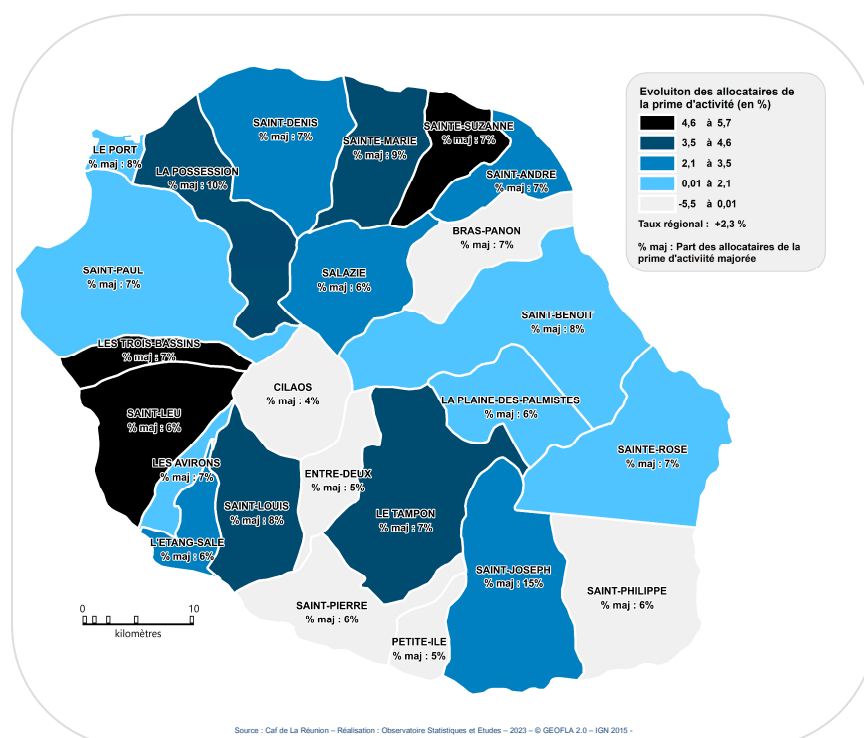 Evoluiton des allocataires de
la prime d'activité (en %)
4,6 à 5,7
3,5 à 4,6
2,1 à 3,5
0,01 à 2,1
-5,5 à 0,01
Taux régional : +2,3 %
% maj : Part des allocataires de la
prime d'activiité majorée
SAINT-DENIS
% maj : 7%
SAINTE-MARIE
% maj : 9%
SAINTE-SUZANNE
% maj : 7%
LE PORT
% maj : 8%
LA POSSESSION
% maj : 10%
SAINT-ANDRE
% maj : 7%
BRAS-PANON
% maj : 7%
SAINT-PAUL
% maj : 7%
SALAZIE
% maj : 6%
SAINT-BENOIT
% maj : 8%
LES TROIS-BASSINS
% maj : 7%
CILAOS
% maj : 4%
LA PLAINE-DES-PALMISTES
% maj : 6%
SAINT-LEU
% maj : 6%
SAINTE-ROSE
% maj : 7%
LES AVIRONS
% maj : 7%
ENTRE-DEUX
% maj : 5%
SAINT-LOUIS
% maj : 8%
LE TAMPON
% maj : 7%
L'ETANG-SALE
% maj : 6%
SAINT-JOSEPH
% maj : 15%
SAINT-PHILIPPE
% maj : 6%
SAINT-PIERRE
% maj : 6%
PETITE-ILE
% maj : 5%
0 10
kilomètres
Source : Caf de La Réunion – Réalisation : Observatoire Statistiques et Etudes – 2023 – © GEOFLA 2.0 – IGN 2015 -